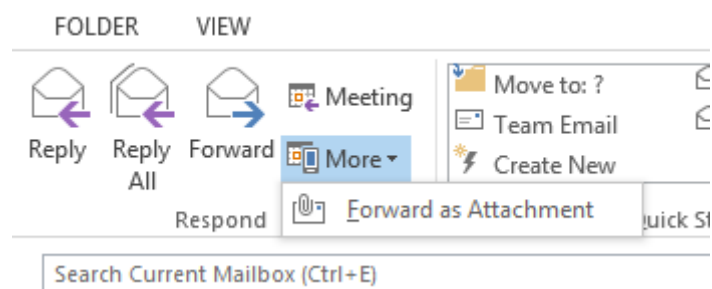 FOLDER VIEW
Meeting
Move to: ?
Team Email
Reply Reply All Forward More
Create New
Forward as Attachment
Respond
Search Current Mailbox (Ctrl+E)